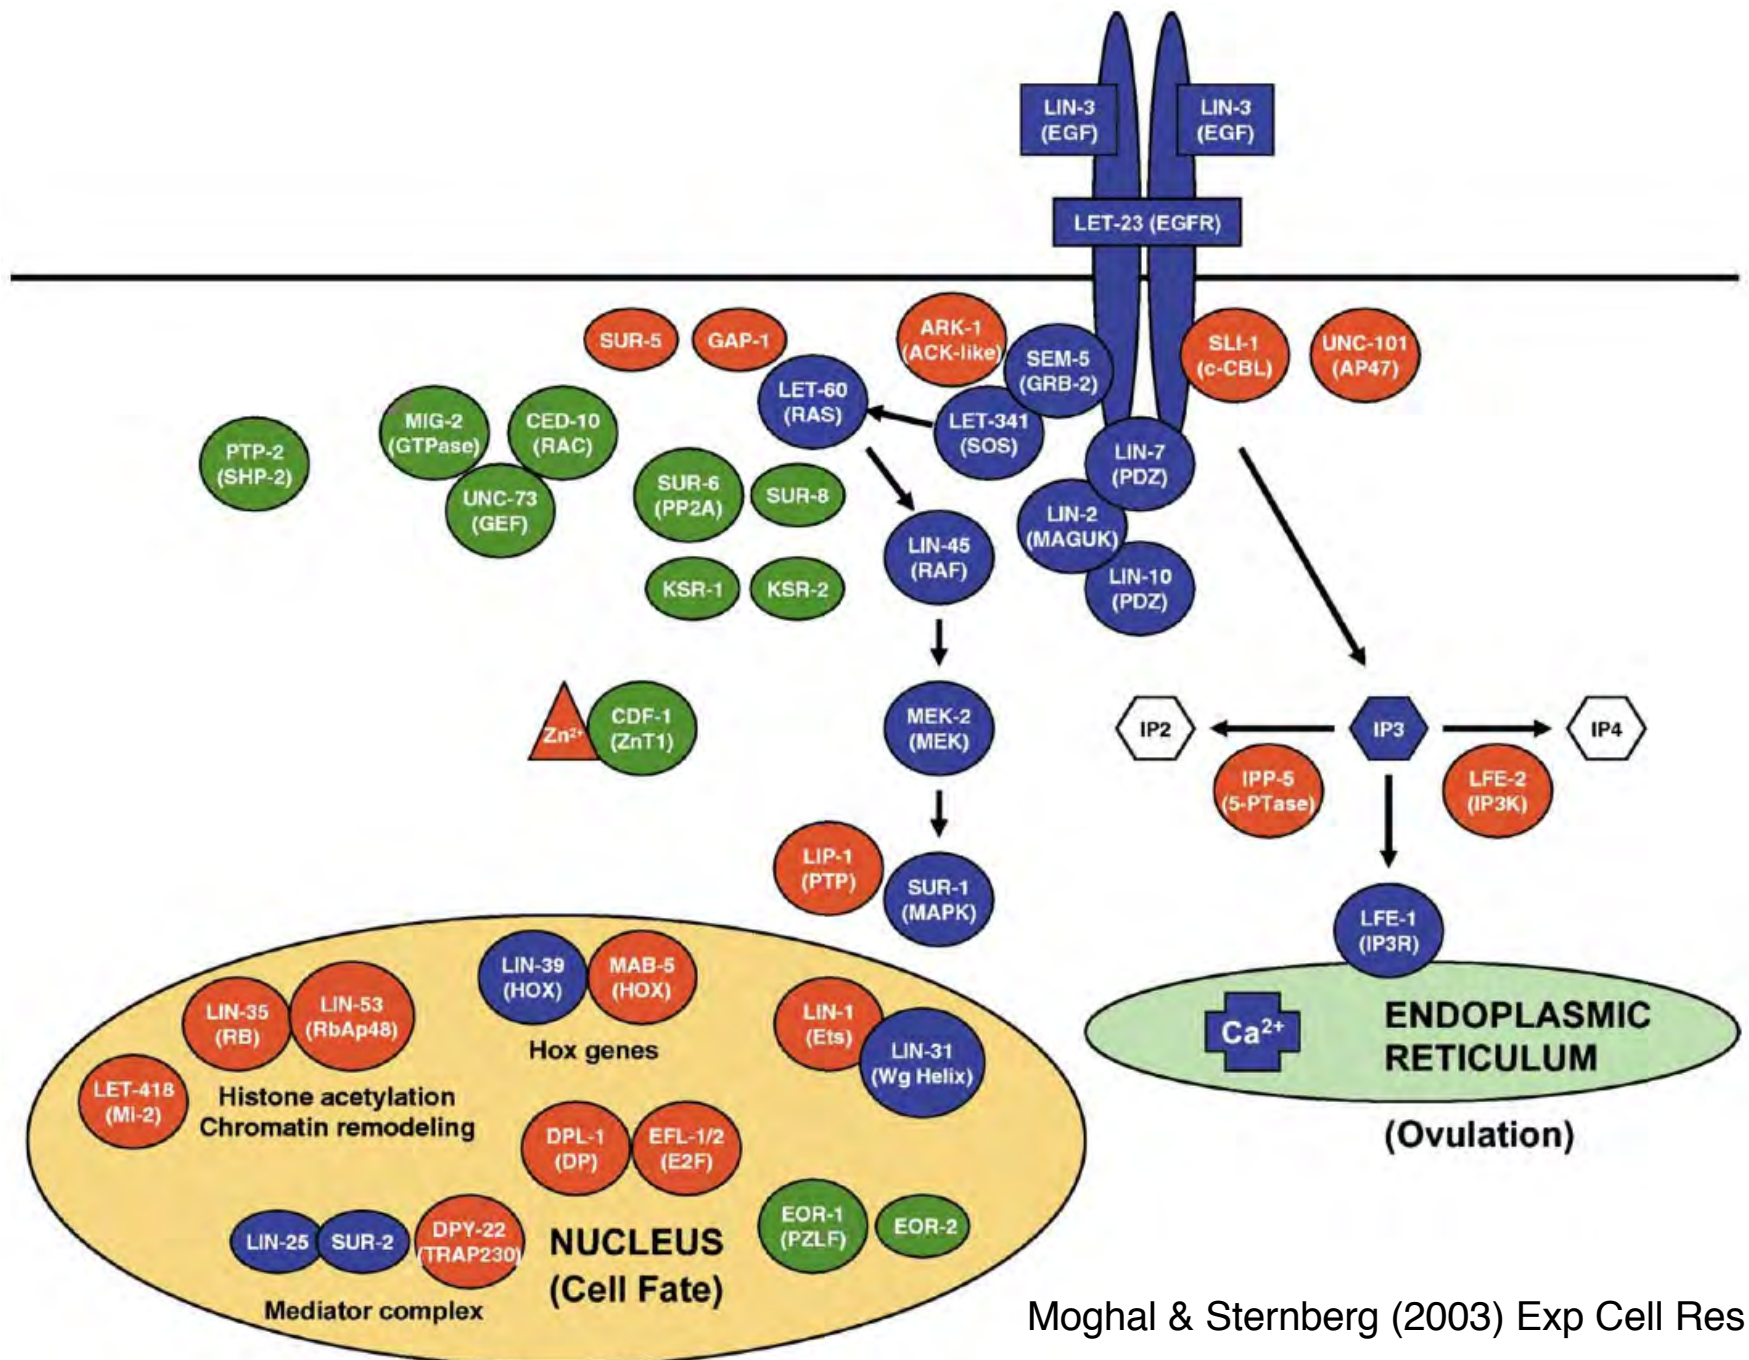 LIN-3
(EGF)
LIN-3
(EGF)
LET-23 (EGFR)
SUR-5
GAP-1
ARK-1
(ACK-like)
SEM-5
(GRB-2)
SLI-1
(c-CBL)
UNC-101
(AP47)
LET-60
(RAS)
LET-341
(SOS)
MIG-2
(GTPase)
CED-10
(RAC)
PTP-2
(SHP-2)
UNC-73
(GEF)
SUR-6
(PP2A)
SUR-8
LIN-7
(PDZ)
LIN-2
(MAGUK)
LIN-45
(RAF)
LIN-10
(PDZ)
KSR-1
KSR-2
Zn2+
CDF-1
(ZnT1)
MEK-2
(MEK)
IP2
IP3
IP4
IPP-5
(5-PTase)
LFE-2
(IP3K)
LIP-1
(PTP)
SUR-1
(MAPK)
LFE-1
(IP3R)
LIN-39
(HOX)
MAB-5
(HOX)
Hox genes
LIN-35
(RB)
LIN-53
(RbAp48)
LIN-1
(Ets)
LIN-31
(Wg Helix)
Ca2+
ENDOPLASMIC
RETICULUM
(Ovulation)
LET-418
(Mi-2)
Histone acetylation
Chromatin remodeling
DPL-1
(DP)
EFL-1/2
(E2F)
LIN-25
SUR-2
DPY-22
(TRAP230)
Mediator complex
NUCLEUS
(Cell Fate)
EOR-1
(PZLF)
EOR-2
Moghal & Sternberg (2003) Exp Cell Res